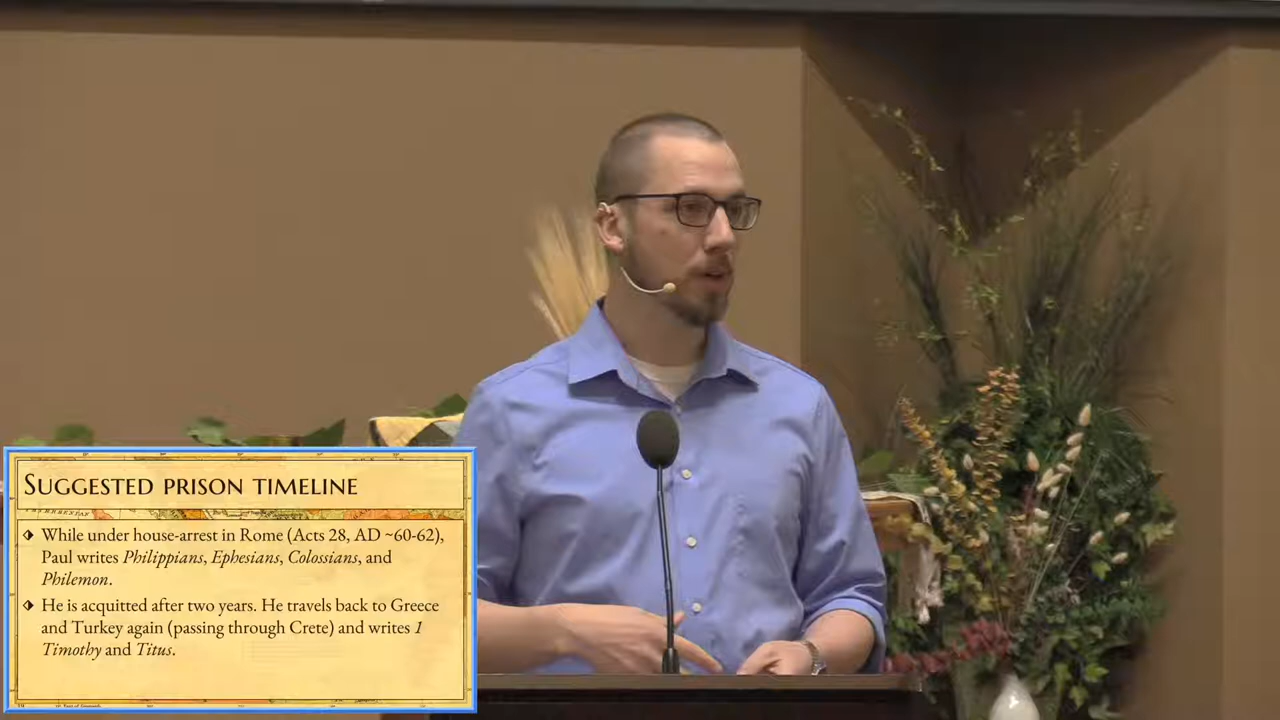 SUGGESTED PRISON TIMELINE
While under house-arrest in Rome (Acts 28, AD ~60-62),
Paul writes Philippians, Ephesians, Colossians, and
Philemon.
He is acquitted after two years. He travels back to Greece
and Turkey again (passing through Crete) and writes 1
Timothy and Titus.